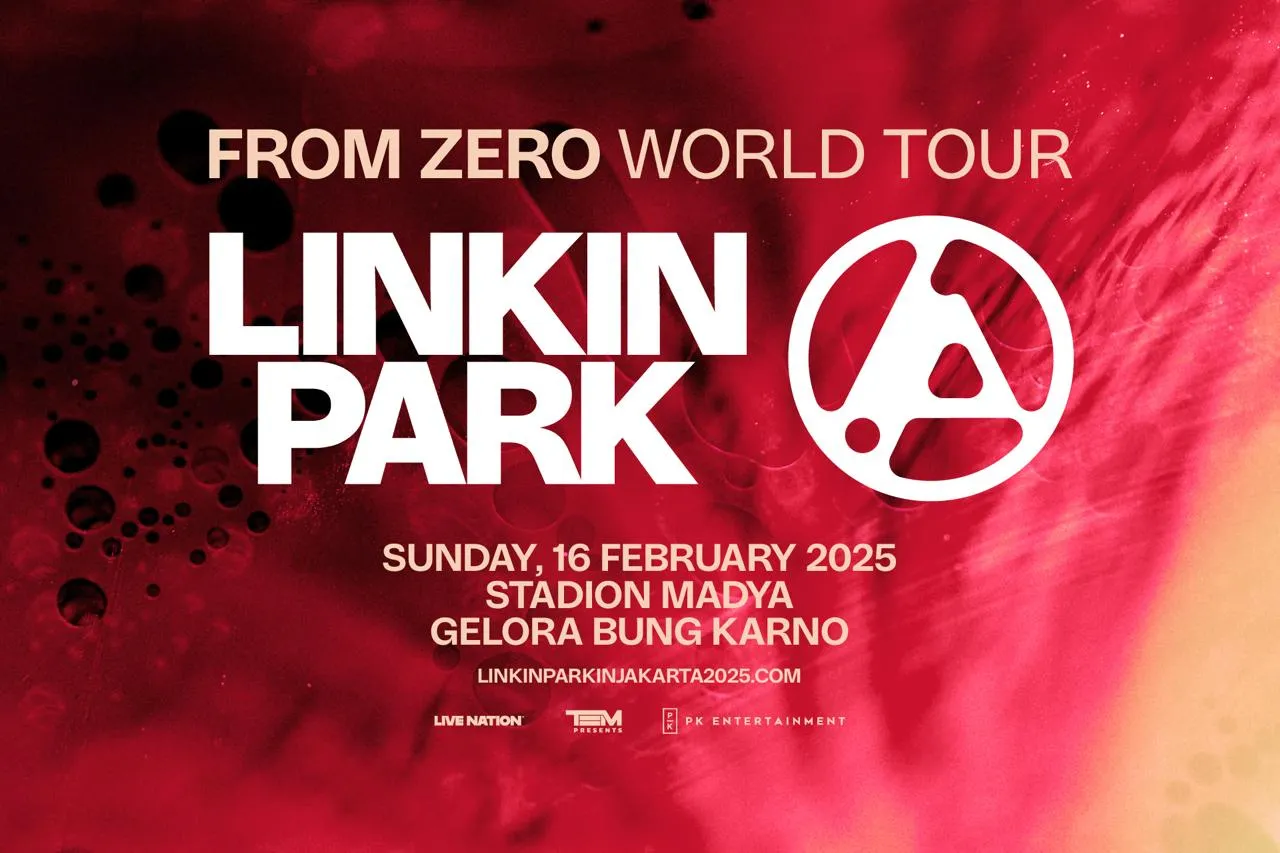 FROM ZERO WORLD TOUR
LINKIN
PARK
SUNDAY, 16 FEBRUARY 2025
STADION MADYA
GELORA BUNG KARNO
LINKINPARKINJAKARTA2025.COM
LIVE NATION TEM PRESENTS PK PK ENTERTAINMENT